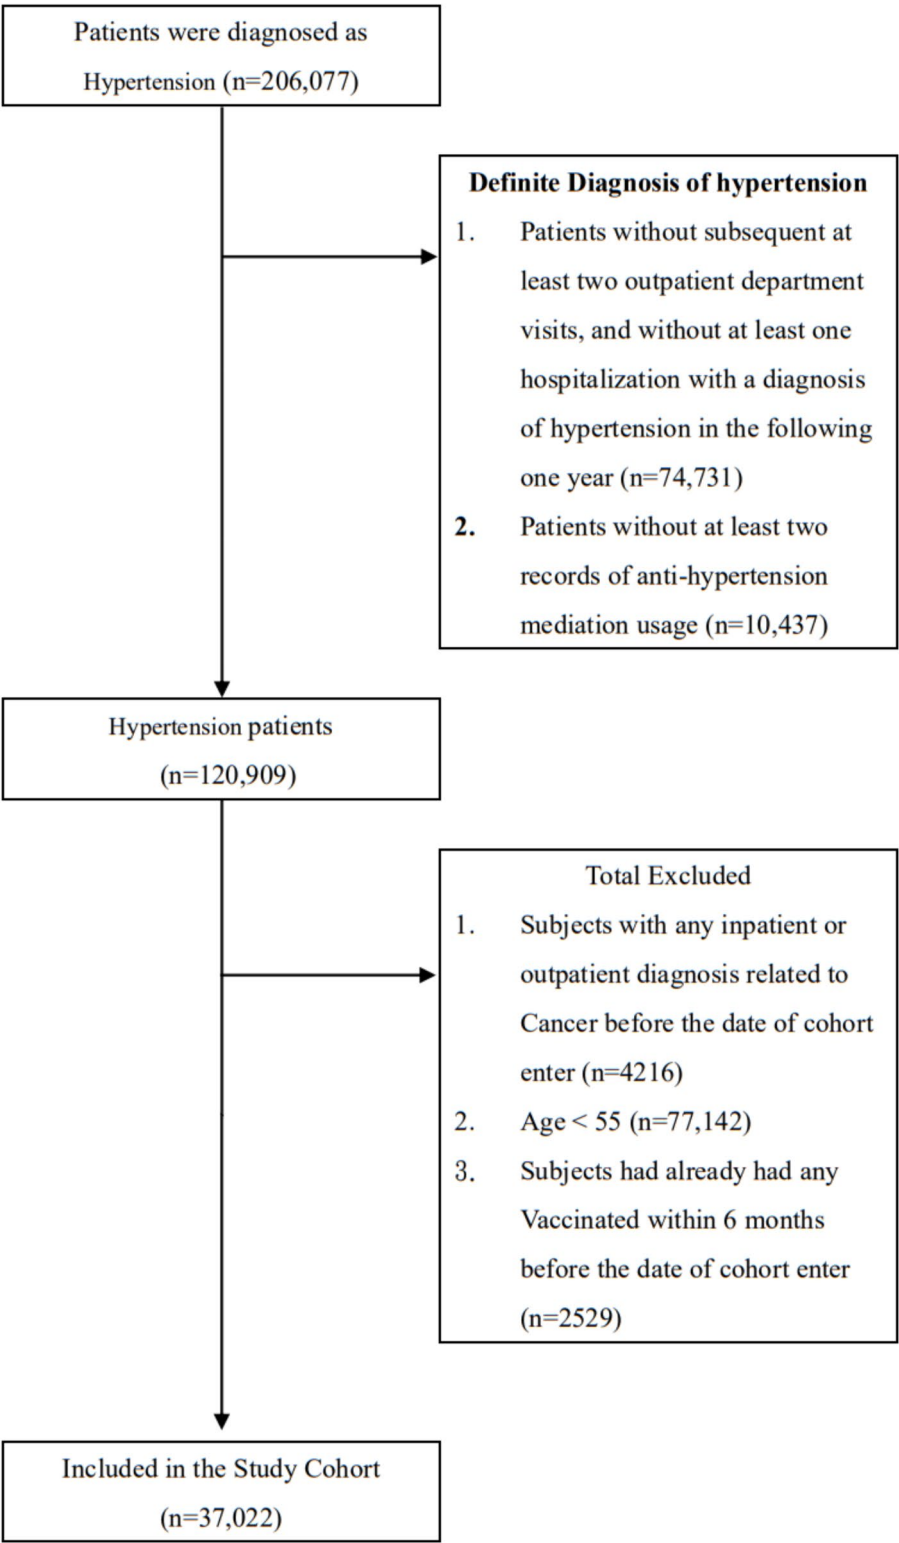 Patients were diagnosed as
Hypertension (n=206,077)
Definite Diagnosis of hypertension
1. Patients without subsequent at
least two outpatient department
visits, and without at least one
hospitalization with a diagnosis
of hypertension in the following
one year (n=74,731)
2. Patients without at least two
records of anti-hypertension
mediation usage (n=10,437)
Hypertension patients
(n=120,909)
Total Excluded
1. Subjects with any inpatient or
outpatient diagnosis related to
Cancer before the date of cohort
enter (n=4216)
2. Age < 55 (n=77,142)
3. Subjects had already had any
Vaccinated within 6 months
before the date of cohort enter
(n=2529)
Included in the Study Cohort
(n=37,022)